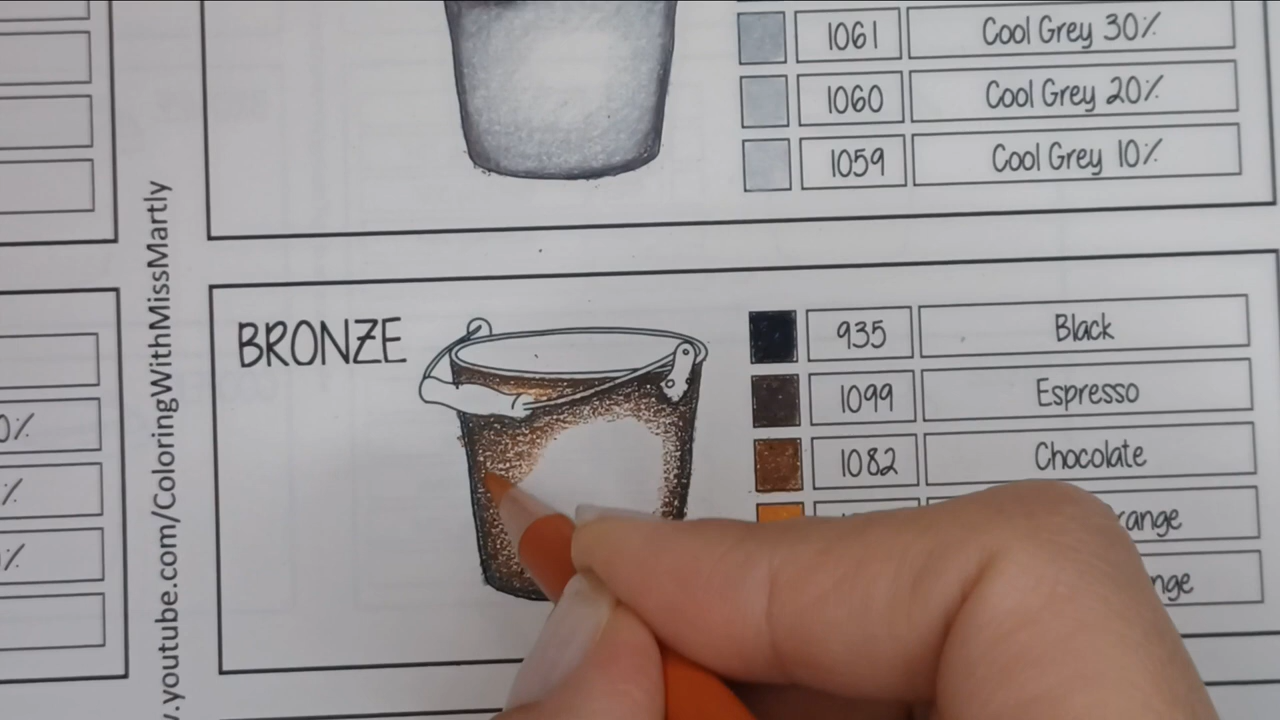 1061 Cool Grey 30%
1060 Cool Grey 20%
1059 Cool Grey 10%
0%
%
%
.youtube.com/ColoringWithMissMartly
BRONZE
935 Black
1099 Espresso
1082 Chocolate